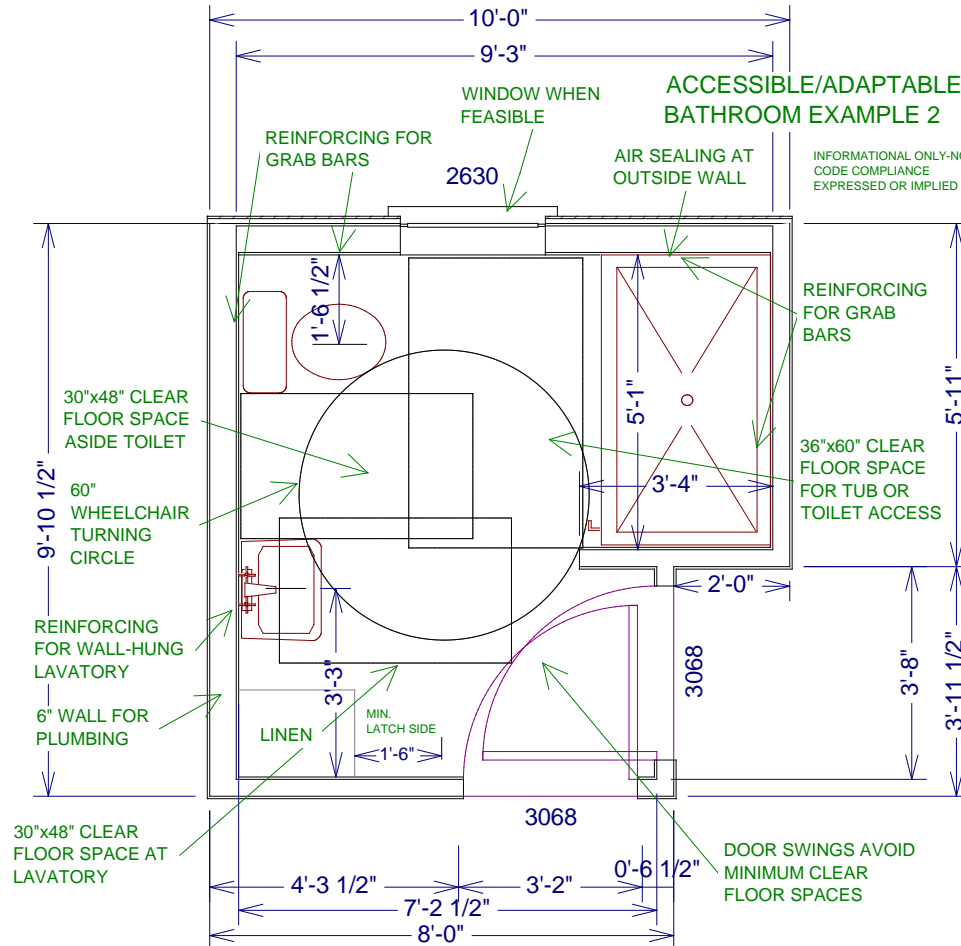 10'-0"
9'-3"
ACCESSIBLE/ADAPTABLE
BATHROOM EXAMPLE 2
WINDOW WHEN
FEASIBLE
REINFORCING FOR
GRAB BARS
2630
AIR SEALING AT
OUTSIDE WALL
INFORMATIONAL ONLY-NO
CODE COMPLIANCE
EXPRESSED OR IMPLIED
1'-6 1/2"
REINFORCING
FOR GRAB
BARS
30"x48" CLEAR
FLOOR SPACE
ASIDE TOILET
5'-1"
5'-11"
36"x60" CLEAR
FLOOR SPACE
FOR TUB OR
TOILET ACCESS
3'-4"
60"
WHEELCHAIR
TURNING
CIRCLE
9'-10 1/2"
2'-0"
REINFORCING
FOR WALL-HUNG
LAVATORY
3'-3"
3068
3'-8"
3'-11 1/2"
6" WALL FOR
PLUMBING
LINEN
MIN.
LATCH SIDE
1'-6"
3068
30"x48" CLEAR
FLOOR SPACE AT
LAVATORY
DOOR SWINGS AVOID
MINIMUM CLEAR
FLOOR SPACES
4'-3 1/2"
3'-2"
0'-6 1/2"
7'-2 1/2"
8'-0"